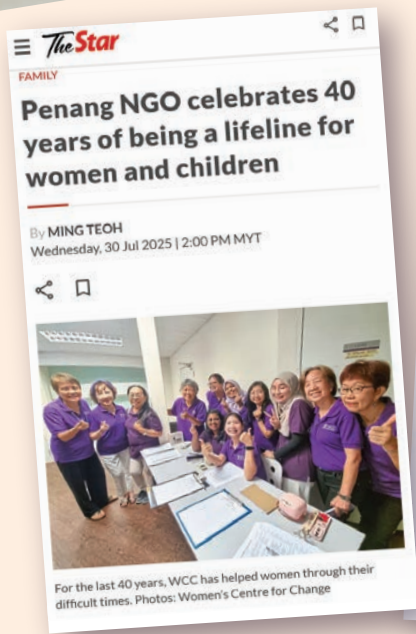 The Star
FAMILY
Penang NGO celebrates 40
years of being a lifeline for
women and children
By MING TEOH
Wednesday, 30 Jul 2025 | 2:00 PM MYT
For the last 40 years, WCC has helped women through their
difficult times. Photos: Women's Centre for Change